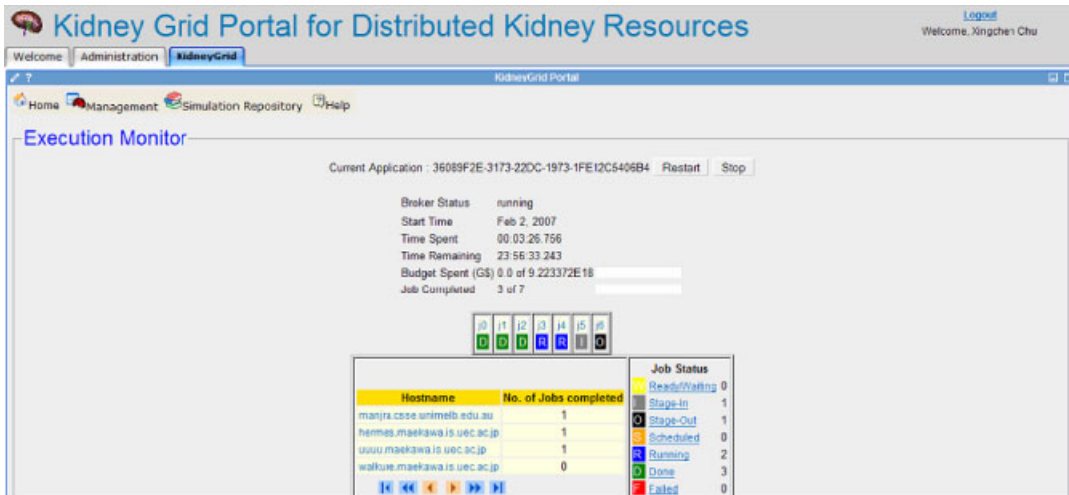 Kidney Grid Portal for Distributed Kidney Resources
Logout
Welcome, Xingchen Chu
Welcome Administration KidneyGrid
? KidneyGrid Portal
Home Management Simulation Repository Help
Execution Monitor
Current Application : 36089F2E-3173-22DC-1973-1FE12C5406B4 Restart Stop
Broker Status running
Start Time Feb 2, 2007
Time Spent 00:03:26.756
Time Remaining 23:56:33.243
Budget Spent (G$) 0.0 of 9.223372E18
Job Completed 3 of 7
j0 j1 j2 j3 j4 j5 j6
D D D R R I O
Hostname No. of Jobs completed
manjra.csse.unimelb.edu.au 1
hermes.maekawa.is.uec.ac.jp 1
uuuu.maekawa.is.uec.ac.jp 1
walkure.maekawa.is.uec.ac.jp 0
Job Status
W Ready/Waiting 0
I Stage-In 1
O Stage-Out 1
S Scheduled 0
R Running 2
D Done 3
F Failed 0